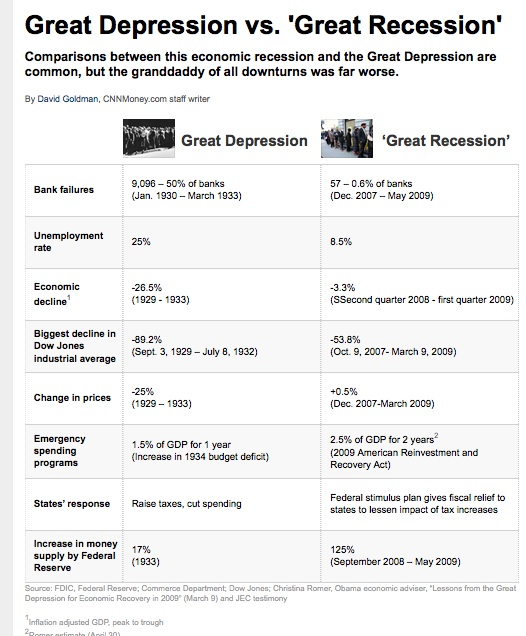 Great Depression vs. 'Great Recession'
Comparisons between this economic recession and the Great Depression are
common, but the granddaddy of all downturns was far worse.
By David Goldman, CNNMoney.com staff writer
Great Depression
‘Great Recession’
Bank failures
9,096 – 50% of banks
(Jan. 1930 – March 1933)
57 – 0.6% of banks
(Dec. 2007 – May 2009)
Unemployment
rate
25%
8.5%
Economic
decline1
-26.5%
(1929 - 1933)
-3.3%
(SSecond quarter 2008 - first quarter 2009)
Biggest decline in
Dow Jones
industrial average
-89.2%
(Sept. 3, 1929 – July 8, 1932)
-53.8%
(Oct. 9, 2007- March 9, 2009)
Change in prices
-25%
(1929 – 1933)
+0.5%
(Dec. 2007-March 2009)
Emergency
spending
programs
1.5% of GDP for 1 year
(Increase in 1934 budget deficit)
2.5% of GDP for 2 years2
(2009 American Reinvestment and
Recovery Act)
States’ response
Raise taxes, cut spending
Federal stimulus plan gives fiscal relief to
states to lessen impact of tax increases
Increase in money
supply by Federal
Reserve
17%
(1933)
125%
(September 2008 – May 2009)
Source: FDIC, Federal Reserve; Commerce Department; Dow Jones; Christina Romer, Obama economic adviser, "Lessons from the Great
Depression for Economic Recovery in 2009" (March 9) and JEC testimony
1Inflation adjusted GDP, peak to trough
2Romer estimate (April 30)